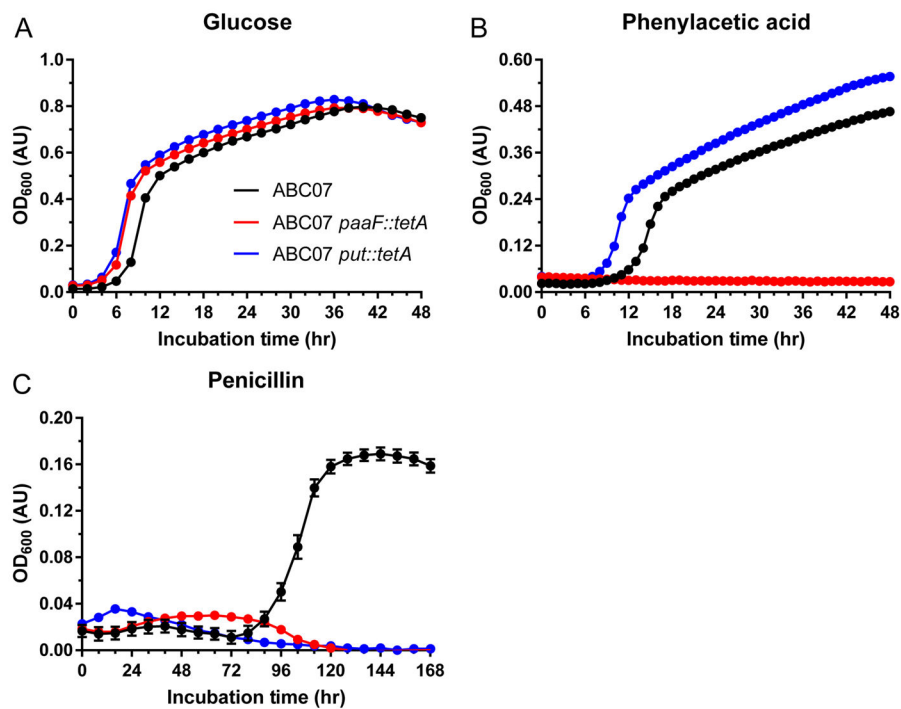 A
Glucose
OD600 (AU)
1.0
0.8
0.6
0.4
0.2
0.0
0 6 12 18 24 30 36 42 48
Incubation time (hr)
ABC07
ABC07 paaF::tetA
ABC07 put::tetA
B
Phenylacetic acid
OD600 (AU)
0.60
0.48
0.36
0.24
0.12
0.00
0 6 12 18 24 30 36 42 48
Incubation time (hr)
C
Penicillin
OD600 (AU)
0.20
0.16
0.12
0.08
0.04
0.00
0 24 48 72 96 120 144 168
Incubation time (hr)